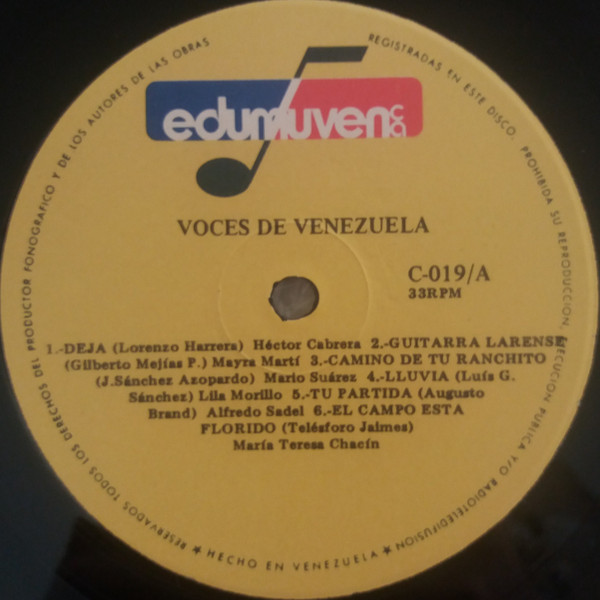 edumuven ca
VOCES DE VENEZUELA
C-019/A
33RPM
1.-DEJA (Lorenzo Harrera) Héctor Cabrera 2.-GUITARRA LARENSE
(Gilberto Mejías P.) Mayra Martí 3.-CAMINO DE TU RANCHITO
(J.Sánchez Azopardo) Mario Suárez 4.-LLUVIA (Luís G.
Sánchez) Lila Morillo 5.-TU PARTIDA (Augusto
Brand) Alfredo Sadel 6.-EL CAMPO ESTA
FLORIDO (Telésforo Jaimes)
María Teresa Chacín
★ RESERVADOS TODOS LOS DERECHOS DEL PRODUCTOR FONOGRAFICO Y DE LOS AUTORES DE LAS OBRAS REGISTRADAS EN ESTE DISCO. PROHIBIDA SU REPRODUCCION, EJECUCION PUBLICA Y/O RADIOTELEDIFUSION ★
HECHO EN VENEZUELA